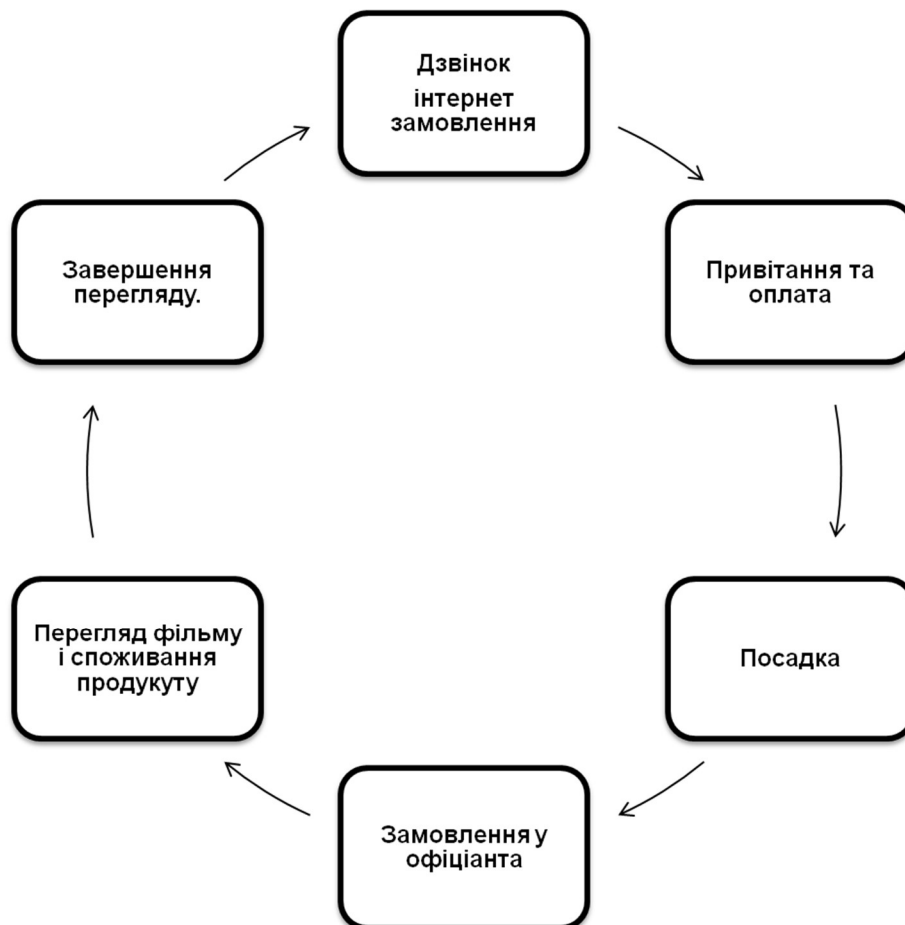 Дзвінок
інтернет
замовлення
Привітання та
оплата
Посадка
Замовлення у
офіціанта
Перегляд фільму
і споживання
продукуту
Завершення
перегляду.